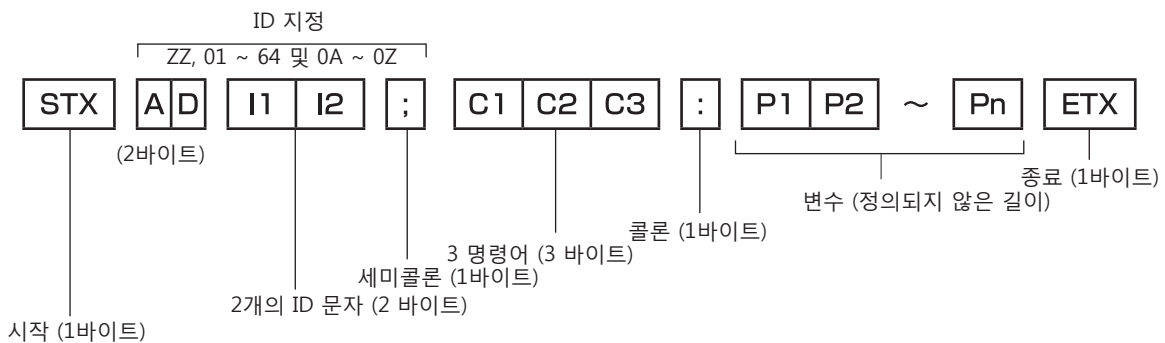 ID 지정
ZZ, 01 ~ 64 및 0A ~ 0Z
STX A D I1 I2 ; C1 C2 C3 : P1 P2 ~ Pn ETX
(2바이트)
종료 (1바이트)
변수 (정의되지 않은 길이)
콜론 (1바이트)
3 명령어 (3 바이트)
세미콜론 (1바이트)
2개의 ID 문자 (2 바이트)
시작 (1바이트)